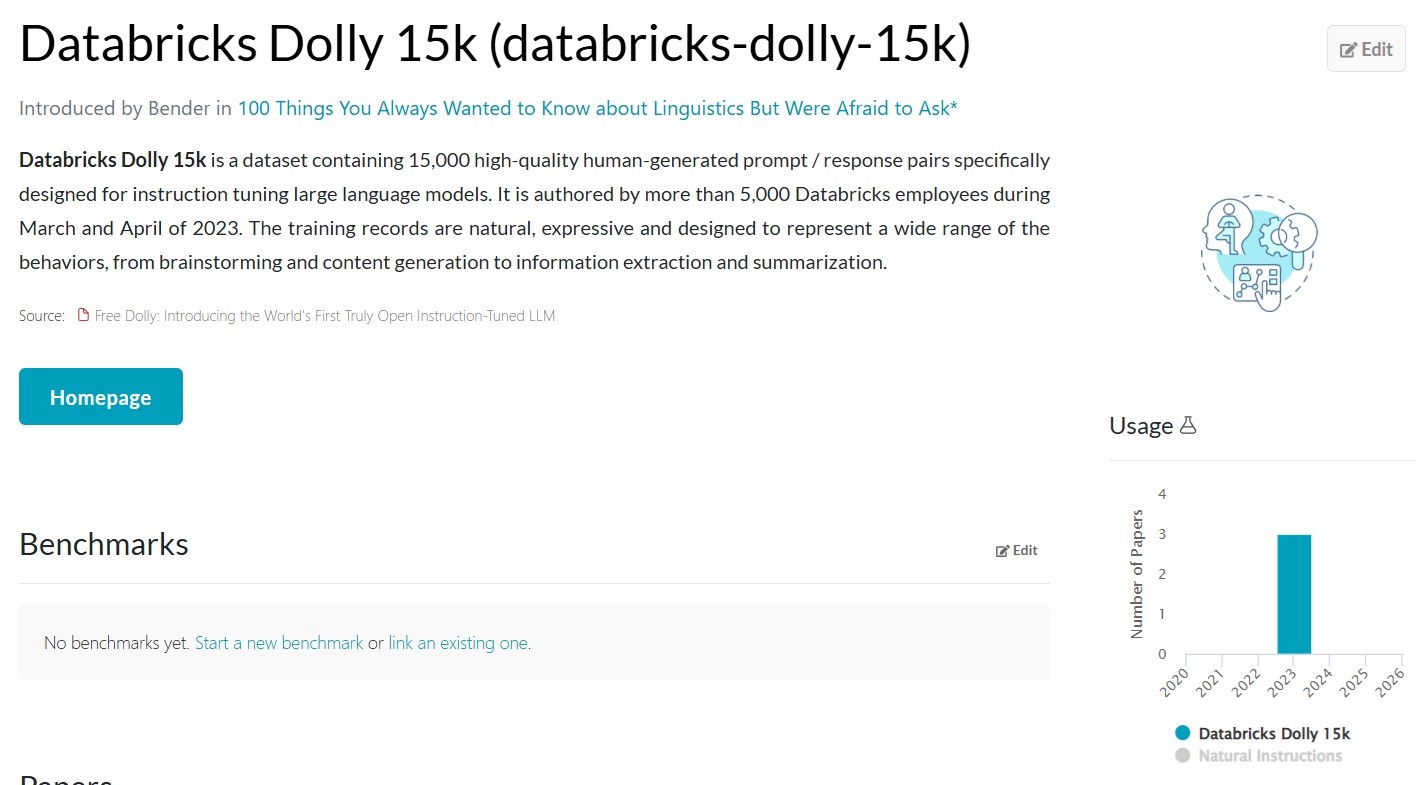 Databricks Dolly 15k (databricks-dolly-15k)
Edit
Introduced by Bender in 100 Things You Always Wanted to Know about Linguistics But Were Afraid to Ask*
Databricks Dolly 15k is a dataset containing 15,000 high-quality human-generated prompt / response pairs specifically
designed for instruction tuning large language models. It is authored by more than 5,000 Databricks employees during
March and April of 2023. The training records are natural, expressive and designed to represent a wide range of the
behaviors, from brainstorming and content generation to information extraction and summarization.
Source: Free Dolly: Introducing the World's First Truly Open Instruction-Tuned LLM
Homepage
Benchmarks
Edit
No benchmarks yet. Start a new benchmark or link an existing one.
Papers
Usage
Number of Papers
4
3
2
1
0
2020 2021 2022 2023 2024 2025 2026
Databricks Dolly 15k
Natural Instructions